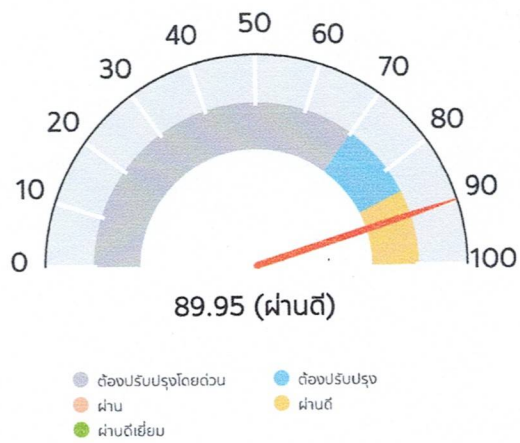 50
40 60
30 70
20 80
10 90
0 100
89.95 (ผ่านดี)
ต้องปรับปรุงโดยด่วน ต้องปรับปรุง
ผ่าน ผ่านดี
ผ่านดีเยี่ยม